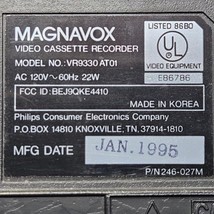 MAGNAVOX
VIDEO CASSETTE RECORDER
MODEL NO. VR9330 AT01
AC 120V~60Hz 22W
FCC ID: BEJ9QKE4410
LISTED 86B0
UL
VIDEO EQUIPMENT
E86786
MADE IN KOREA
Philips Consumer Electronics Company
P.O.BOX 14810 KNOXVILLE, TN. 37914-1810
MFG DATE JAN. 1995
P/N 246-027M